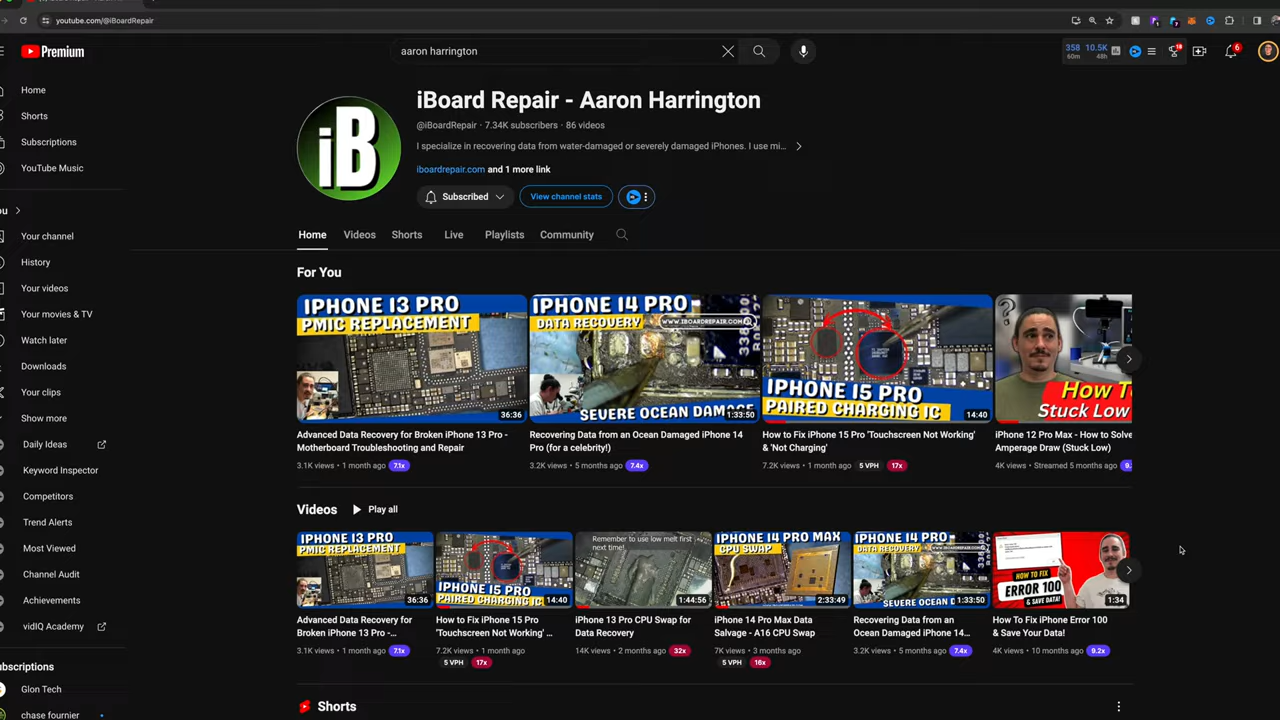 youtube.com/@iBoardRepair
Premium
aaron harrington
358
60m
10.5K
48h
6
Home
Shorts
Subscriptions
YouTube Music
Your channel
History
Your videos
Your movies & TV
Watch later
Downloads
Your clips
Show more
Daily Ideas
Keyword Inspector
Competitors
Trend Alerts
Most Viewed
Channel Audit
Achievements
vidIQ Academy
ubscriptions
Glon Tech
chase fournier
iB
iBoard Repair - Aaron Harrington
@iBoardRepair • 7.34K subscribers • 86 videos
I specialize in recovering data from water-damaged or severely damaged iPhones. I use mi...
iboardrepair.com and 1 more link
Subscribed
View channel stats
Home Videos Shorts Live Playlists Community
For You
IPHONE 13 PRO
PMIC REPLACEMENT
36:36
IPHONE 14 PRO
DATA RECOVERY
WWW.IBOARDREPAIR.COM
SEVERE OCEAN DAMAGE
1:33:50
IPHONE 15 PRO
PAIRED CHARGING IC
14:40
How T
Stuck Low
Advanced Data Recovery for Broken iPhone 13 Pro -
Motherboard Troubleshooting and Repair
3.1K views • 1 month ago 7.1x
Recovering Data from an Ocean Damaged iPhone 14
Pro (for a celebrity!)
3.2K views • 5 months ago 7.4x
How to Fix iPhone 15 Pro 'Touchscreen Not Working'
& 'Not Charging'
7.2K views • 1 month ago 5 VPH 17x
iPhone 12 Pro Max - How to Solve
Amperage Draw (Stuck Low)
4K views • Streamed 5 months ago 9.
Videos Play all
IPHONE 13 PRO
PMIC REPLACEMENT
36:36
IPHONE 15 PRO
PAIRED CHARGING IC
14:40
Remember to use low melt first
next time!
1:44:56
IPHONE 14 PRO MAX
CPU SWAP
2:33:49
IPHONE 14 PRO
DATA RECOVERY
SEVERE OCEAN D
1:33:50
HOW TO FIX
ERROR 100
& SAVE DATA!
1:34
Advanced Data Recovery for
Broken iPhone 13 Pro -...
3.1K views • 1 month ago 7.1x
How to Fix iPhone 15 Pro
'Touchscreen Not Working' ...
7.2K views • 1 month ago
5 VPH 17x
iPhone 13 Pro CPU Swap for
Data Recovery
14K views • 2 months ago 32x
iPhone 14 Pro Max Data
Salvage - A16 CPU Swap
7K views • 3 months ago
5 VPH 16x
Recovering Data from an
Ocean Damaged iPhone 14...
3.2K views • 5 months ago 7.4x
How To Fix iPhone Error 100
& Save Your Data!
4K views • 10 months ago 9.2x
Shorts